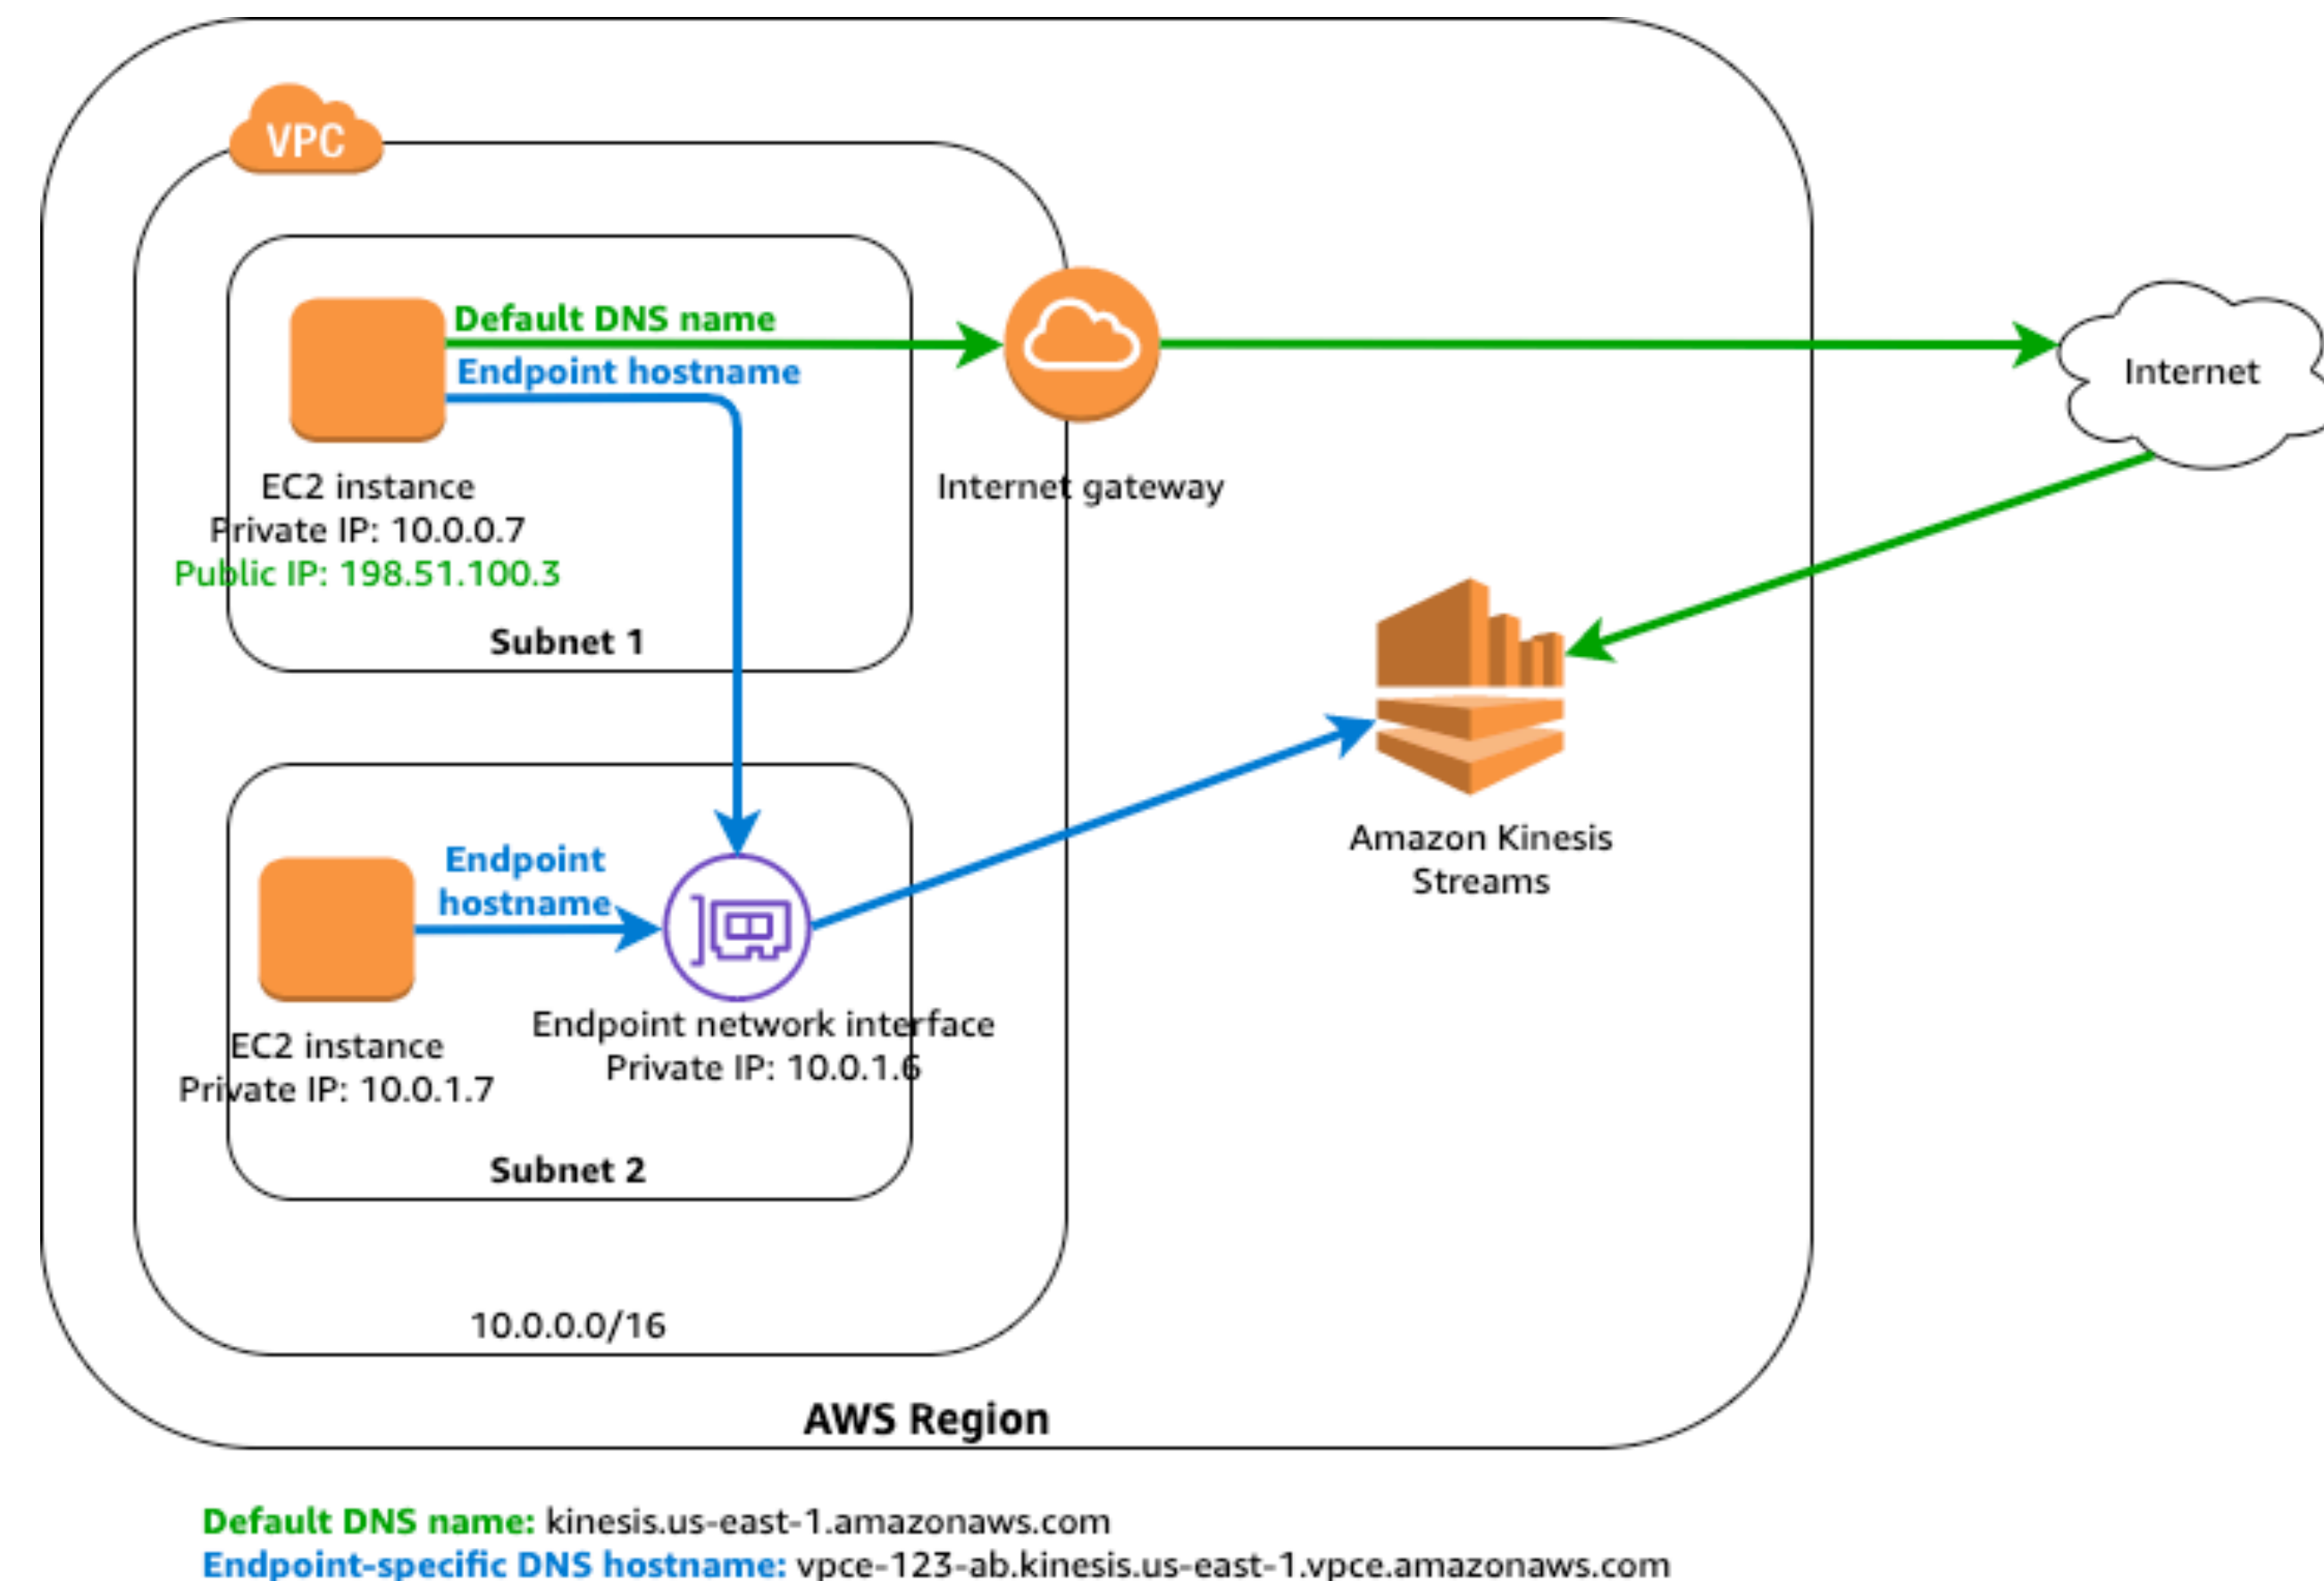 VPC
Default DNS name
Endpoint hostname
Internet
EC2 instance
Private IP: 10.0.0.7
Public IP: 198.51.100.3
Internet gateway
Subnet 1
Amazon Kinesis
Streams
Endpoint
hostname
Endpoint network interface
Private IP: 10.0.1.6
EC2 instance
Private IP: 10.0.1.7
Subnet 2
10.0.0.0/16
AWS Region
Default DNS name: kinesis.us-east-1.amazonaws.com
Endpoint-specific DNS hostname: vpce-123-ab.kinesis.us-east-1.vpce.amazonaws.com